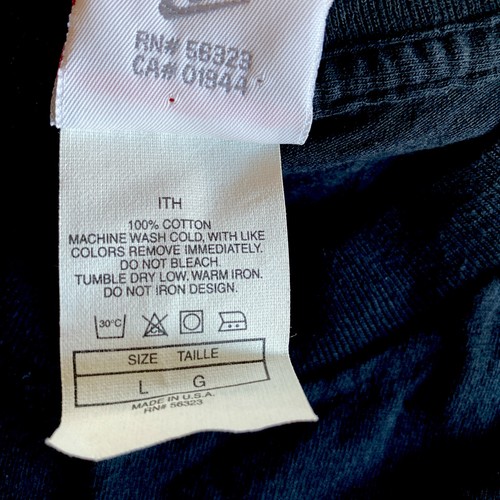 RN# 56323
CA# 01944
ITH
100% COTTON
MACHINE WASH COLD, WITH LIKE
COLORS REMOVE IMMEDIATELY.
DO NOT BLEACH.
TUMBLE DRY LOW, WARM IRON.
DO NOT IRON DESIGN.
30°C
SIZE TAILLE
L G
MADE IN U.S.A.
RN# 56323